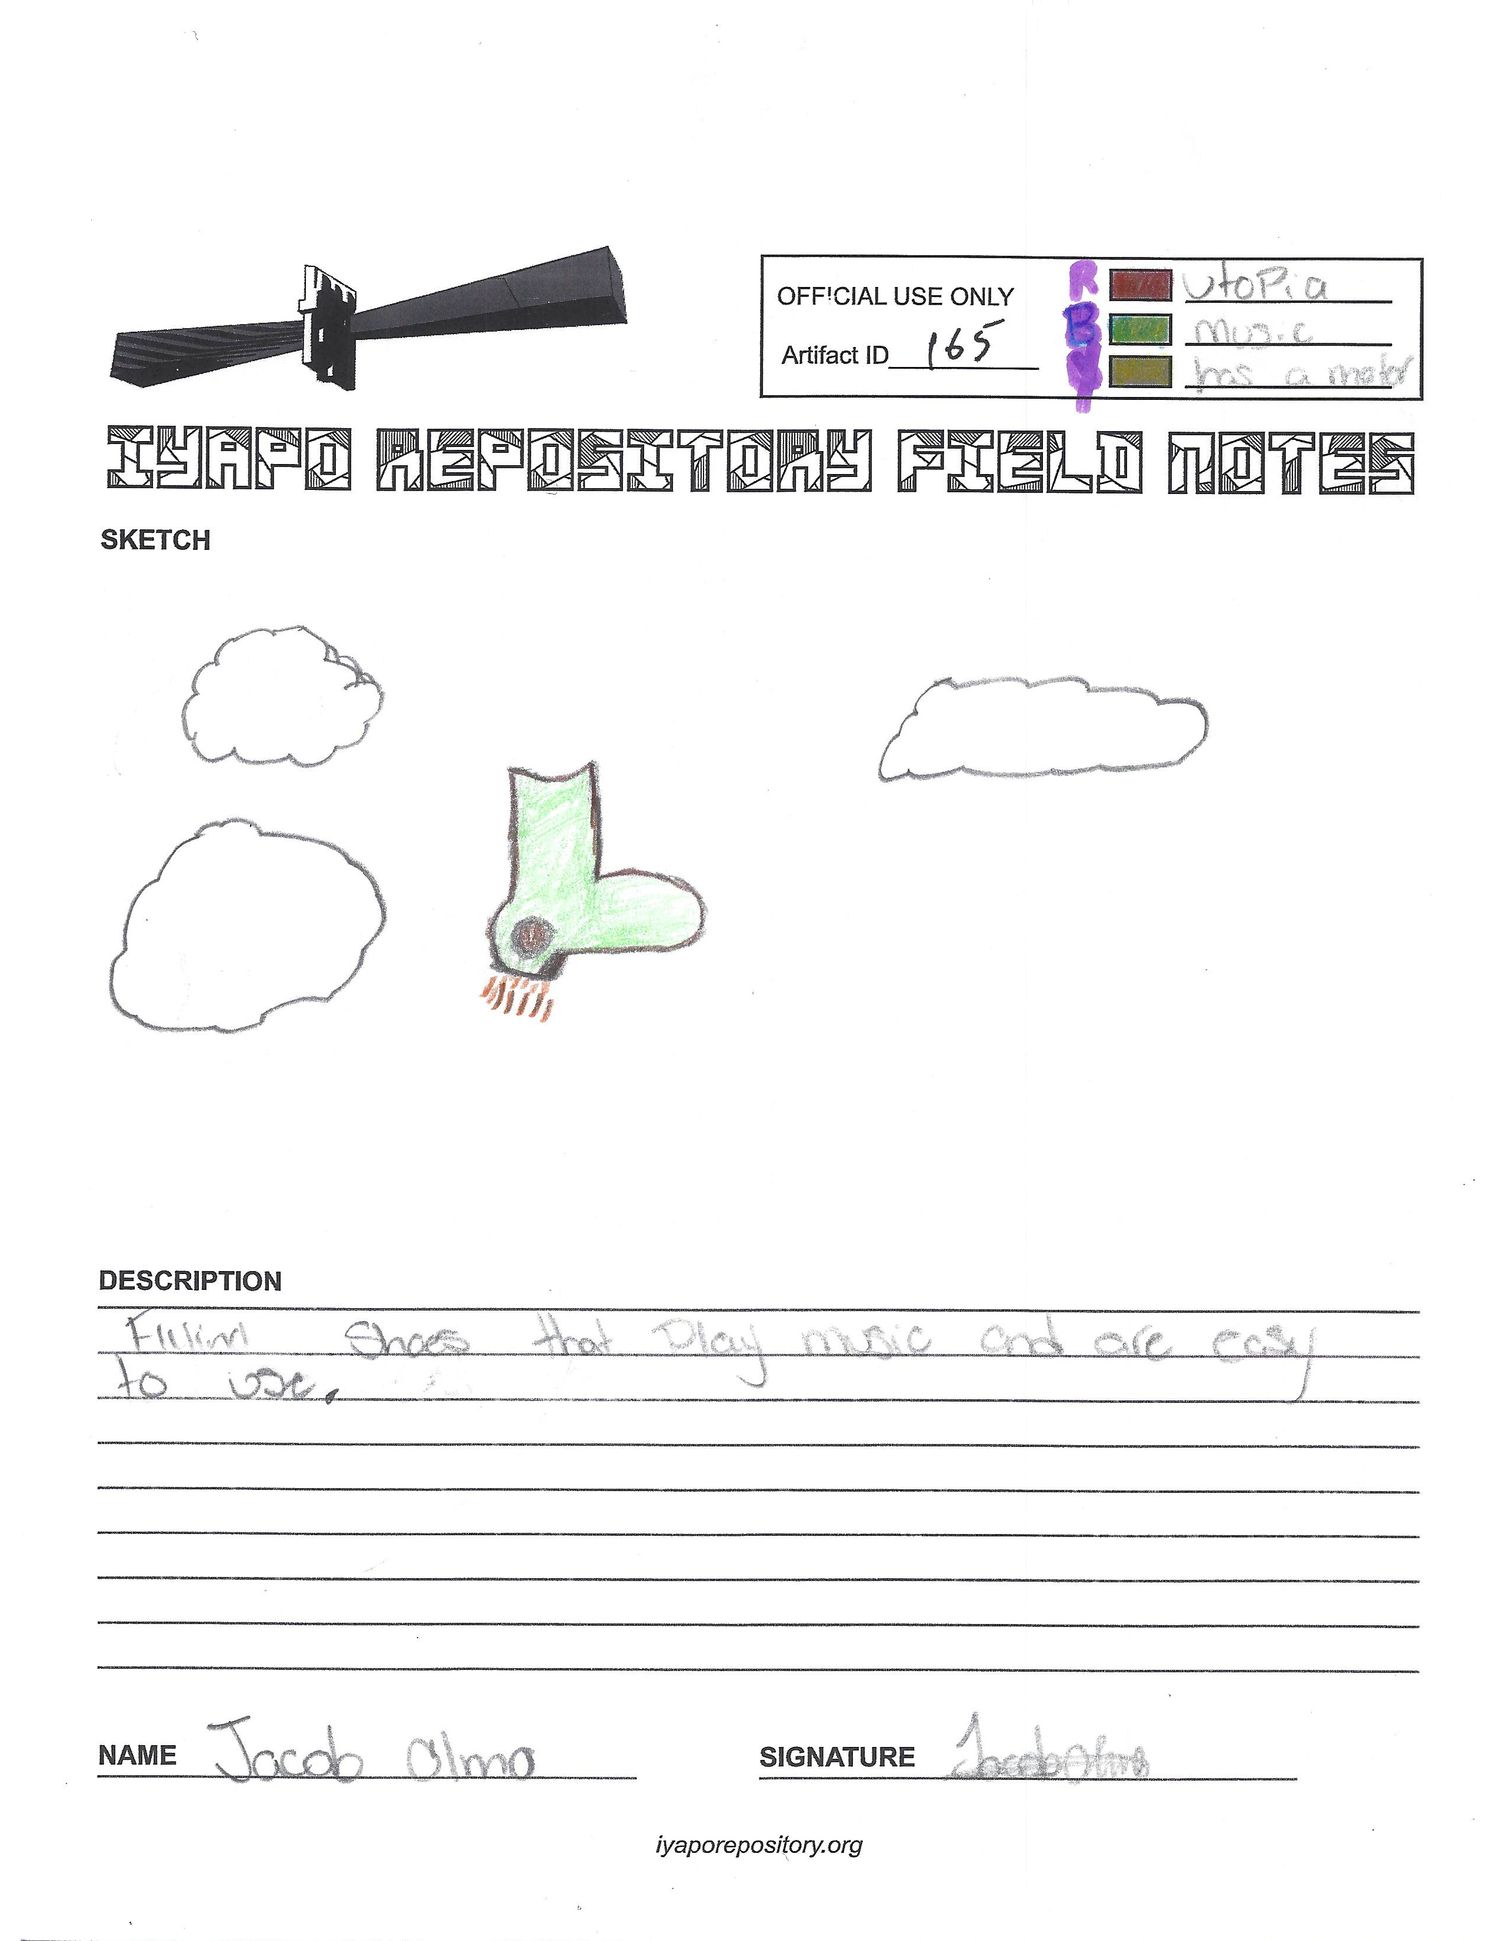 OFFICIAL USE ONLY
Artifact ID 165
R utopia
B music
Y has a motor
IYAPO REPOSITORY FIELD NOTES
SKETCH
DESCRIPTION
Shoes that Play music and are easy
to use.
NAME Jacob Olmo
SIGNATURE Jacob Olmo
iyaporepository.org